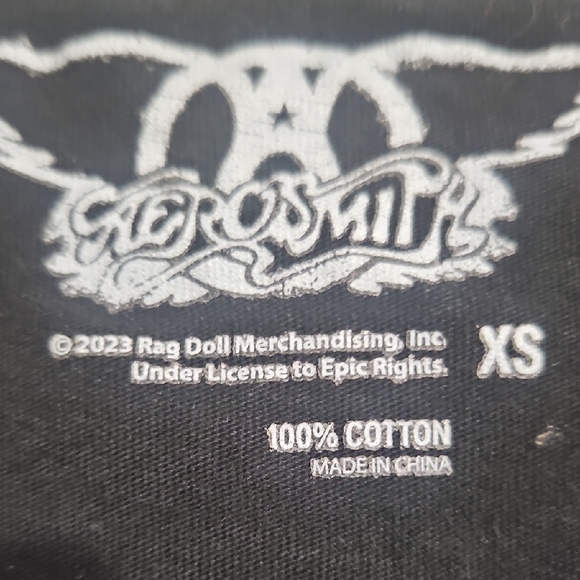 AEROSMITH
©2023 Rag Doll Merchandising, Inc.
Under License to Epic Rights.
XS
100% COTTON
MADE IN CHINA